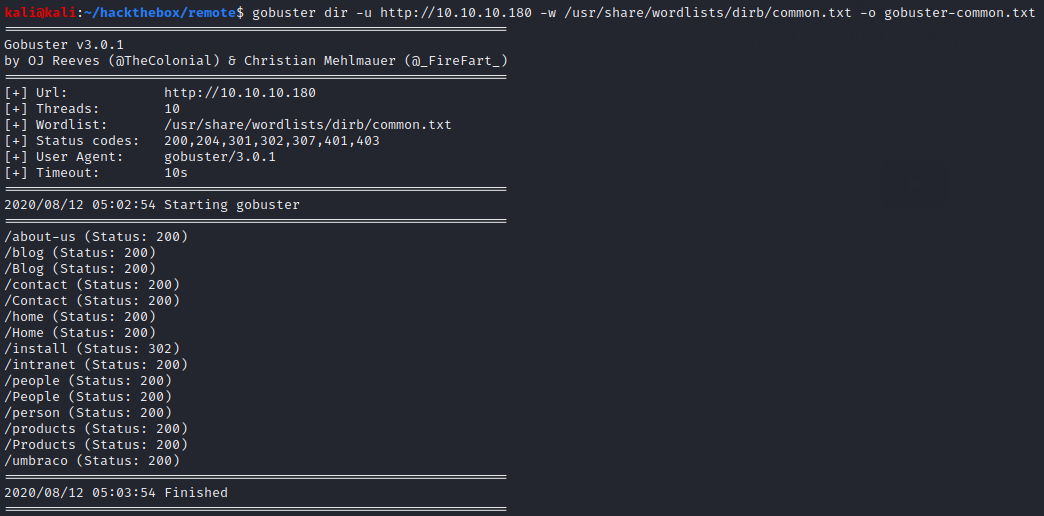 kali@kali:~/hackthebox/remote$ gobuster dir -u http://10.10.10.180 -w /usr/share/wordlists/dirb/common.txt -o gobuster-common.txt
===============================================================
Gobuster v3.0.1
by OJ Reeves (@TheColonial) & Christian Mehlmauer (@_FireFart_)
===============================================================
[+] Url:            http://10.10.10.180
[+] Threads:        10
[+] Wordlist:       /usr/share/wordlists/dirb/common.txt
[+] Status codes:   200,204,301,302,307,401,403
[+] User Agent:     gobuster/3.0.1
[+] Timeout:        10s
===============================================================
2020/08/12 05:02:54 Starting gobuster
===============================================================
/about-us (Status: 200)
/blog (Status: 200)
/Blog (Status: 200)
/contact (Status: 200)
/Contact (Status: 200)
/home (Status: 200)
/Home (Status: 200)
/install (Status: 302)
/intranet (Status: 200)
/people (Status: 200)
/People (Status: 200)
/person (Status: 200)
/products (Status: 200)
/Products (Status: 200)
/umbraco (Status: 200)
===============================================================
2020/08/12 05:03:54 Finished
===============================================================